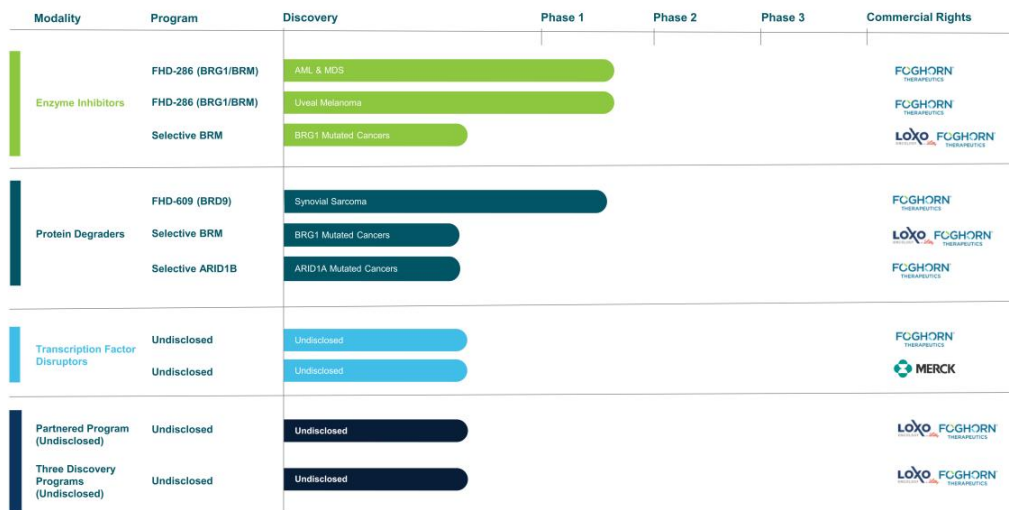 Modality Program Discovery Phase 1 Phase 2 Phase 3 Commercial Rights
Enzyme Inhibitors
FHD-286 (BRG1/BRM) AML & MDS FOGHORN THERAPEUTICS
FHD-286 (BRG1/BRM) Uveal Melanoma FOGHORN THERAPEUTICS
Selective BRM BRG1 Mutated Cancers LOXO FOGHORN THERAPEUTICS
Protein Degraders
FHD-609 (BRD9) Synovial Sarcoma FOGHORN THERAPEUTICS
Selective BRM BRG1 Mutated Cancers LOXO FOGHORN THERAPEUTICS
Selective ARID1B ARID1A Mutated Cancers FOGHORN THERAPEUTICS
Transcription Factor
Disruptors
Undisclosed Undisclosed FOGHORN THERAPEUTICS
Undisclosed Undisclosed MERCK
Partnered Program
(Undisclosed)
Undisclosed Undisclosed LOXO FOGHORN THERAPEUTICS
Three Discovery
Programs
(Undisclosed)
Undisclosed Undisclosed LOXO FOGHORN THERAPEUTICS